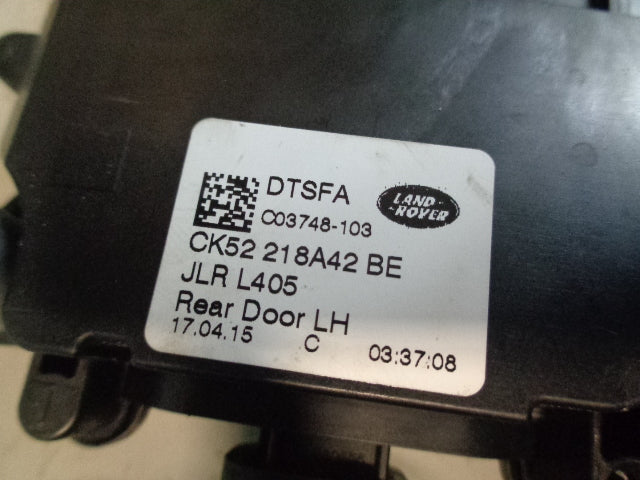 DTSFA
LAND-
-ROVER
C03748-103
CK52 218A42 BE
JLR L405
Rear Door LH
17.04.15 C 03:37:08